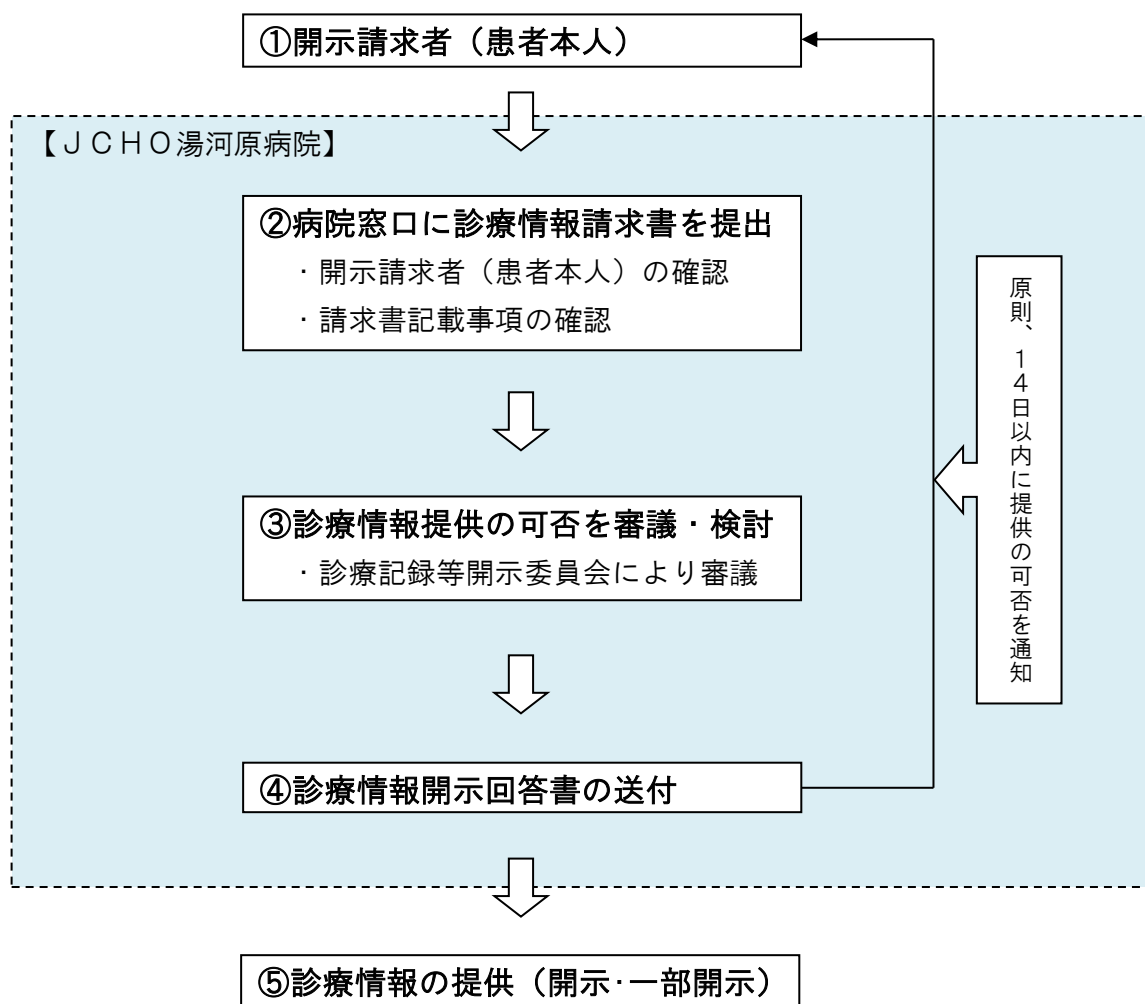 ①開示請求者（患者本人）
【ＪＣＨＯ湯河原病院】
②病院窓口に診療情報請求書を提出
・開示請求者（患者本人）の確認
・請求書記載事項の確認
③診療情報提供の可否を審議・検討
・診療記録等開示委員会により審議
原則、１４日以内に提供の可否を通知
④診療情報開示回答書の送付
⑤診療情報の提供（開示・一部開示）